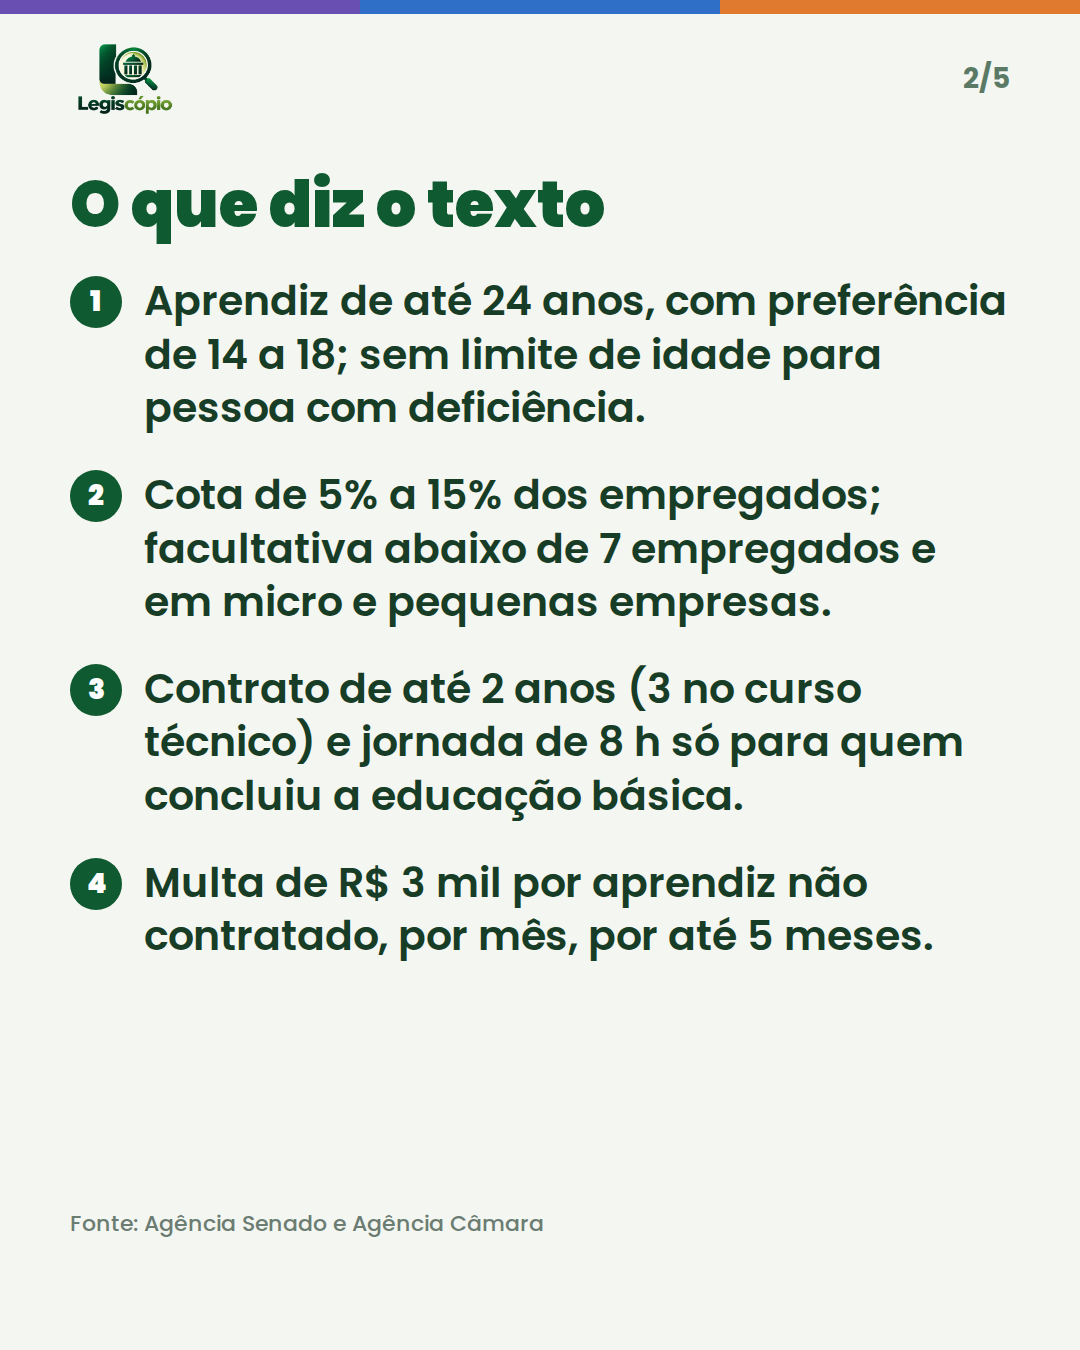 Legiscópio
2/5
O que diz o texto
1 Aprendiz de até 24 anos, com preferência
de 14 a 18; sem limite de idade para
pessoa com deficiência.
2 Cota de 5% a 15% dos empregados;
facultativa abaixo de 7 empregados e
em micro e pequenas empresas.
3 Contrato de até 2 anos (3 no curso
técnico) e jornada de 8 h só para quem
concluiu a educação básica.
4 Multa de R$ 3 mil por aprendiz não
contratado, por mês, por até 5 meses.
Fonte: Agência Senado e Agência Câmara